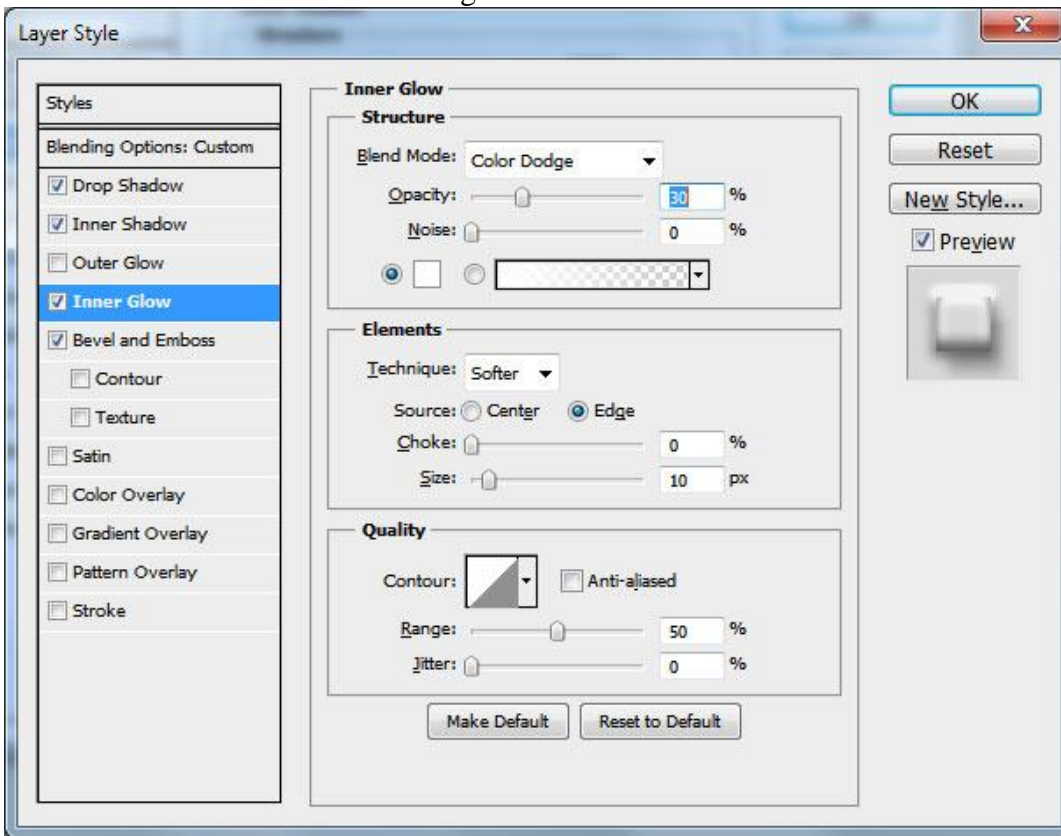 Layer Style
Styles
Blending Options: Custom
Drop Shadow
Inner Shadow
Outer Glow
Inner Glow
Bevel and Emboss
Contour
Texture
Satin
Color Overlay
Gradient Overlay
Pattern Overlay
Stroke
Inner Glow
Structure
Blend Mode: Color Dodge
Opacity: 30 %
Noise: 0 %
Elements
Technique: Softer
Source: Center Edge
Choke: 0 %
Size: 10 px
Quality
Contour: Anti-aliased
Range: 50 %
Jitter: 0 %
Make Default Reset to Default
OK
Reset
New Style...
Preview